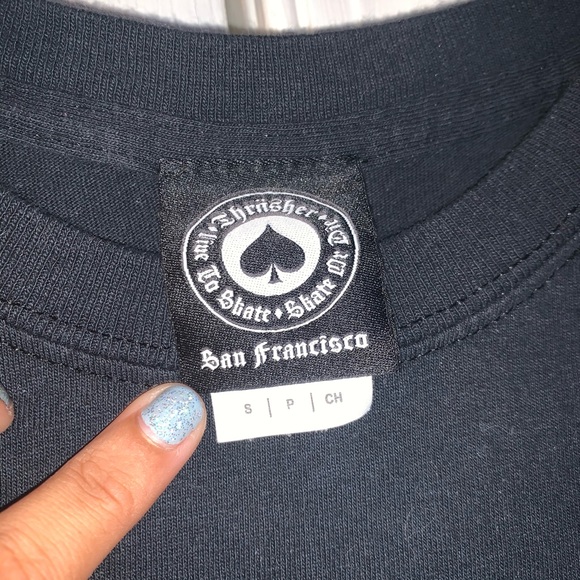 Thrasher
Live To Skate • Skate Or Die
San Francisco
S | P | CH